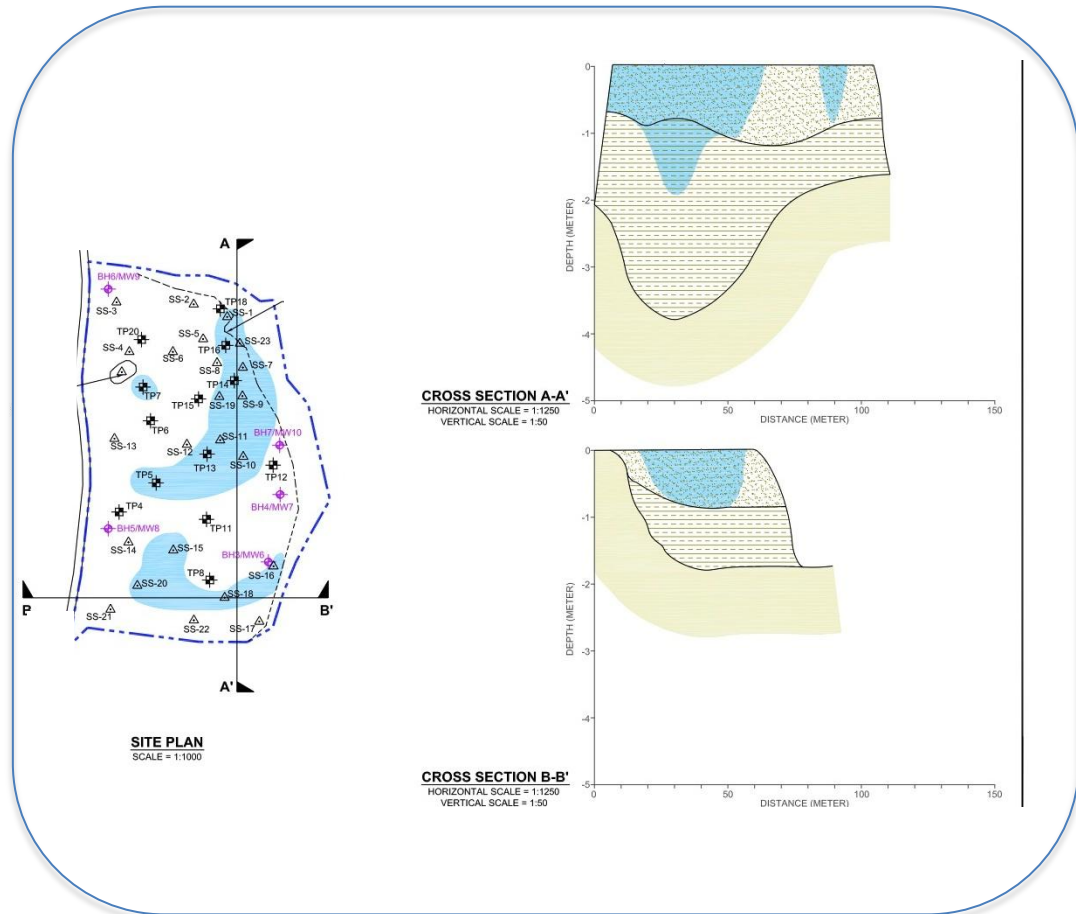 A
BH6/MW9
SS-3
SS-2
TP18
SS-1
TP20
SS-4
SS-5
SS-6
TP16
SS-23
SS-8
SS-7
TP7
TP14
TP15
SS-19
SS-9
TP6
SS-13
SS-12
SS-11
BH7/MW10
TP13
SS-10
TP12
TP5
TP4
BH4/MW7
BH5/MW8
TP11
SS-14
SS-15
BH3/MW6
SS-16
TP8
SS-20
SS-18
B'
SS-21
SS-22
SS-17
A'
SITE PLAN
SCALE = 1:1000
0
-1
-2
-3
-4
-5
DEPTH (METER)
0
50
100
150
DISTANCE (METER)
CROSS SECTION A-A'
HORIZONTAL SCALE = 1:1250
VERTICAL SCALE = 1:50
0
-1
-2
-3
-4
-5
DEPTH (METER)
0
50
100
150
DISTANCE (METER)
CROSS SECTION B-B'
HORIZONTAL SCALE = 1:1250
VERTICAL SCALE = 1:50